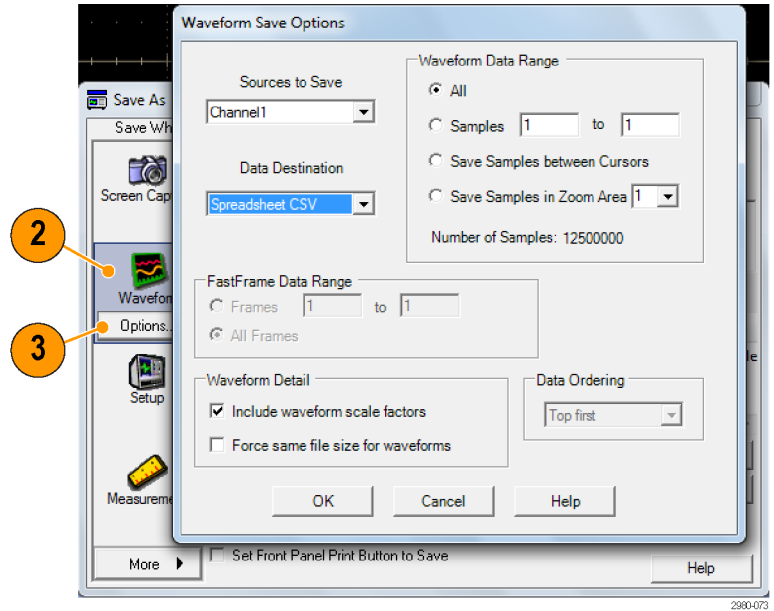 Waveform Save Options
Save As
Save Wh
Screen Cap
2
Waveform
Options..
3
Setup
Measureme
More
Sources to Save
Channel1
Data Destination
Spreadsheet CSV
Waveform Data Range
All
Samples 1 to 1
Save Samples between Cursors
Save Samples in Zoom Area 1
Number of Samples: 12500000
FastFrame Data Range
Frames 1 to 1
All Frames
Waveform Detail
Include waveform scale factors
Force same file size for waveforms
Data Ordering
Top first
OK Cancel Help
le
Set Front Panel Print Button to Save
Help
2980-073